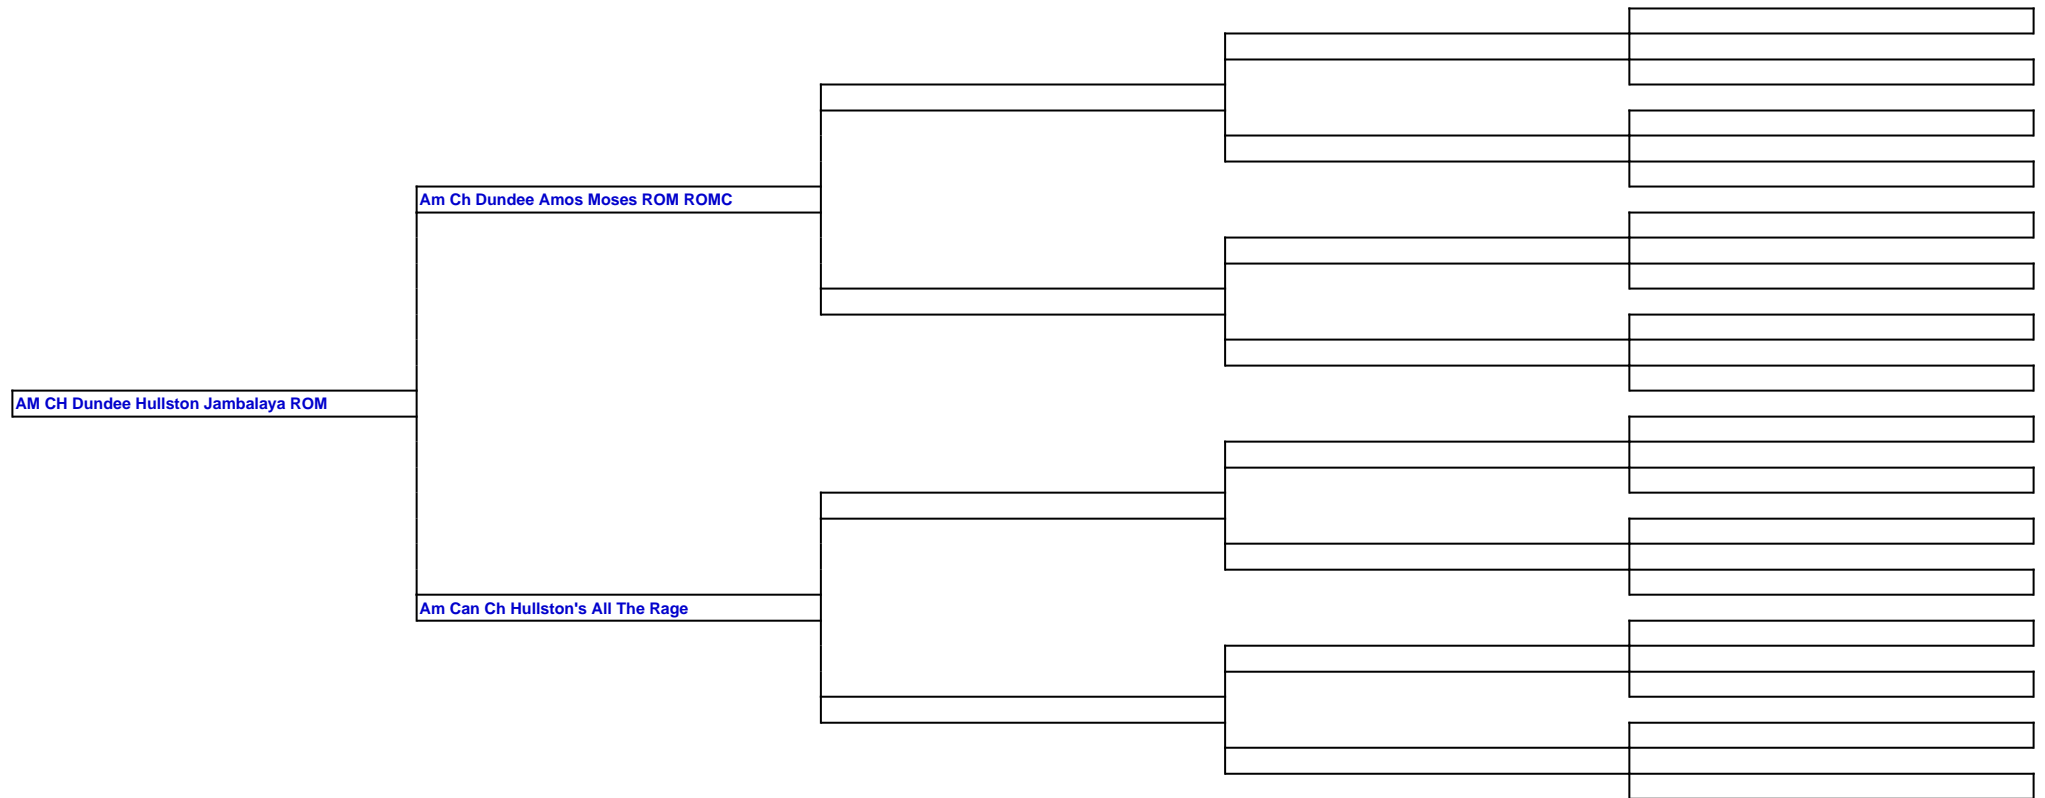 Am Ch Dundee Amos Moses ROM ROMC
AM CH Dundee Hullston Jambalaya ROM
Am Can Ch Hullston's All The Rage